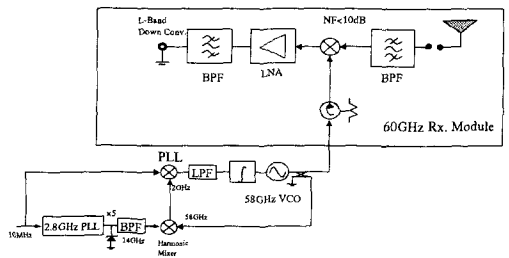 L-Band
Down Conv.
NF<10dB
BPF
LNA
BPF
60GHz Rx. Module
PLL
2GHz
LPF
∫
58GHz VCO
58GHz
×5
10MHz
2.8GHz PLL
BPF
14GHz
Harmonic
Mixer